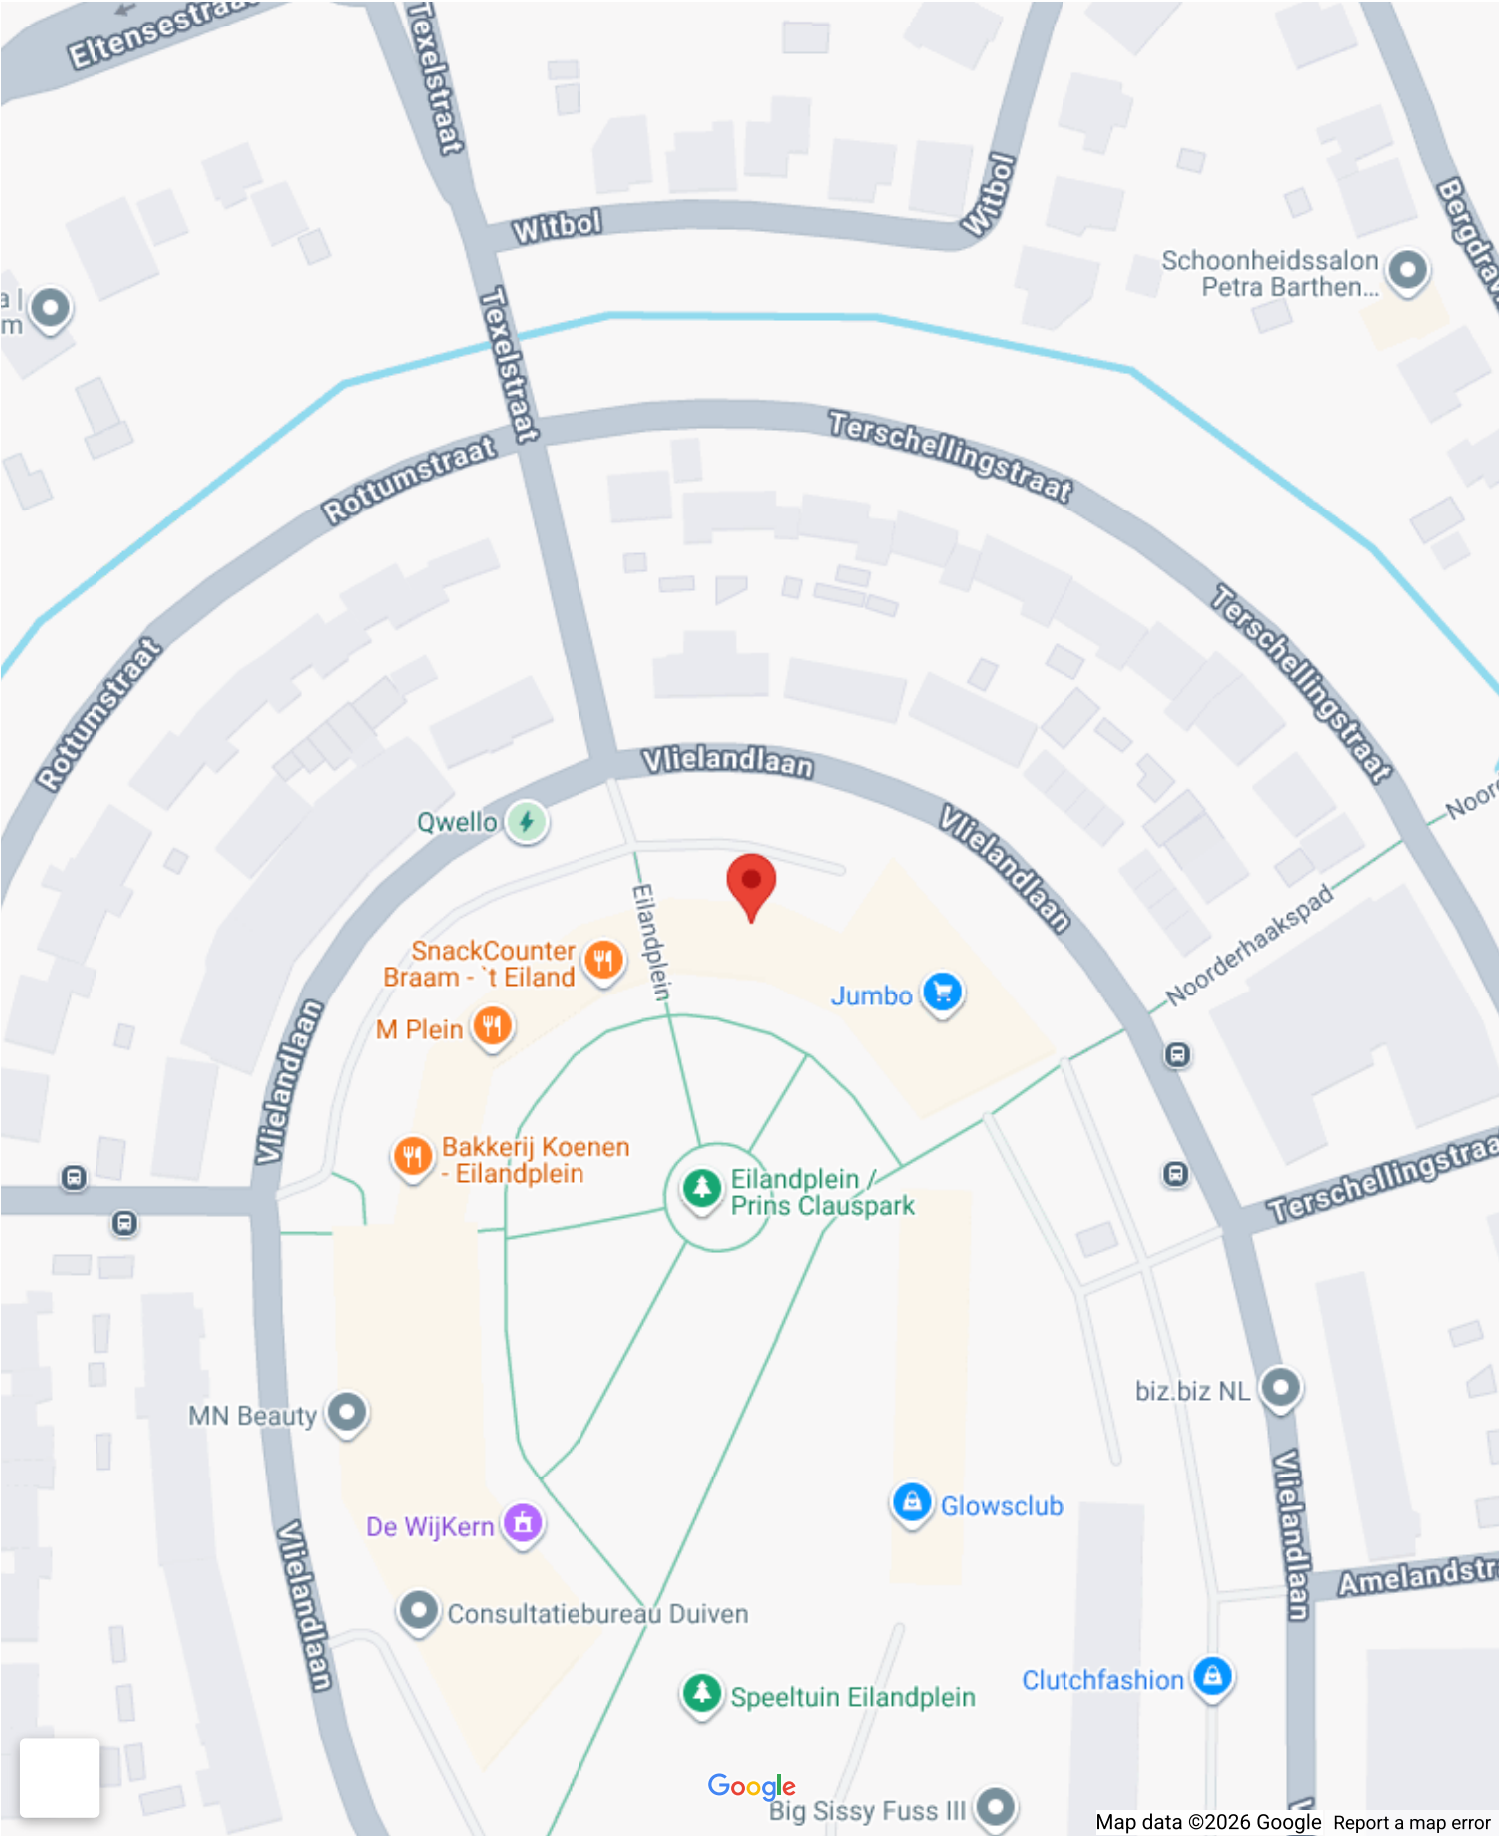 Eltensestraat
Texelstraat
Witbol
Witbol
Bergdrav
Schoonheidssalon
Petra Barthen...
a |
m
Texelstraat
Rottumstraat
Terschellingstraat
Terschellingstraat
Rottumstraat
Vlielandlaan
Noord
Qwello
Vlielandlaan
Eilandplein
Noorderhaakspad
SnackCounter
Braam - `t Eiland
Jumbo
M Plein
Vlielandlaan
Bakkerij Koenen
- Eilandplein
Eilandplein /
Prins Clauspark
Terschellingstraa
biz.biz NL
MN Beauty
Vlielandlaan
Glowsclub
De WijKern
Vlielandlaan
Amelandstra
Consultatiebureau Duiven
Clutchfashion
Speeltuin Eilandplein
Google
Big Sissy Fuss III
Map data ©2026 Google
Report a map error